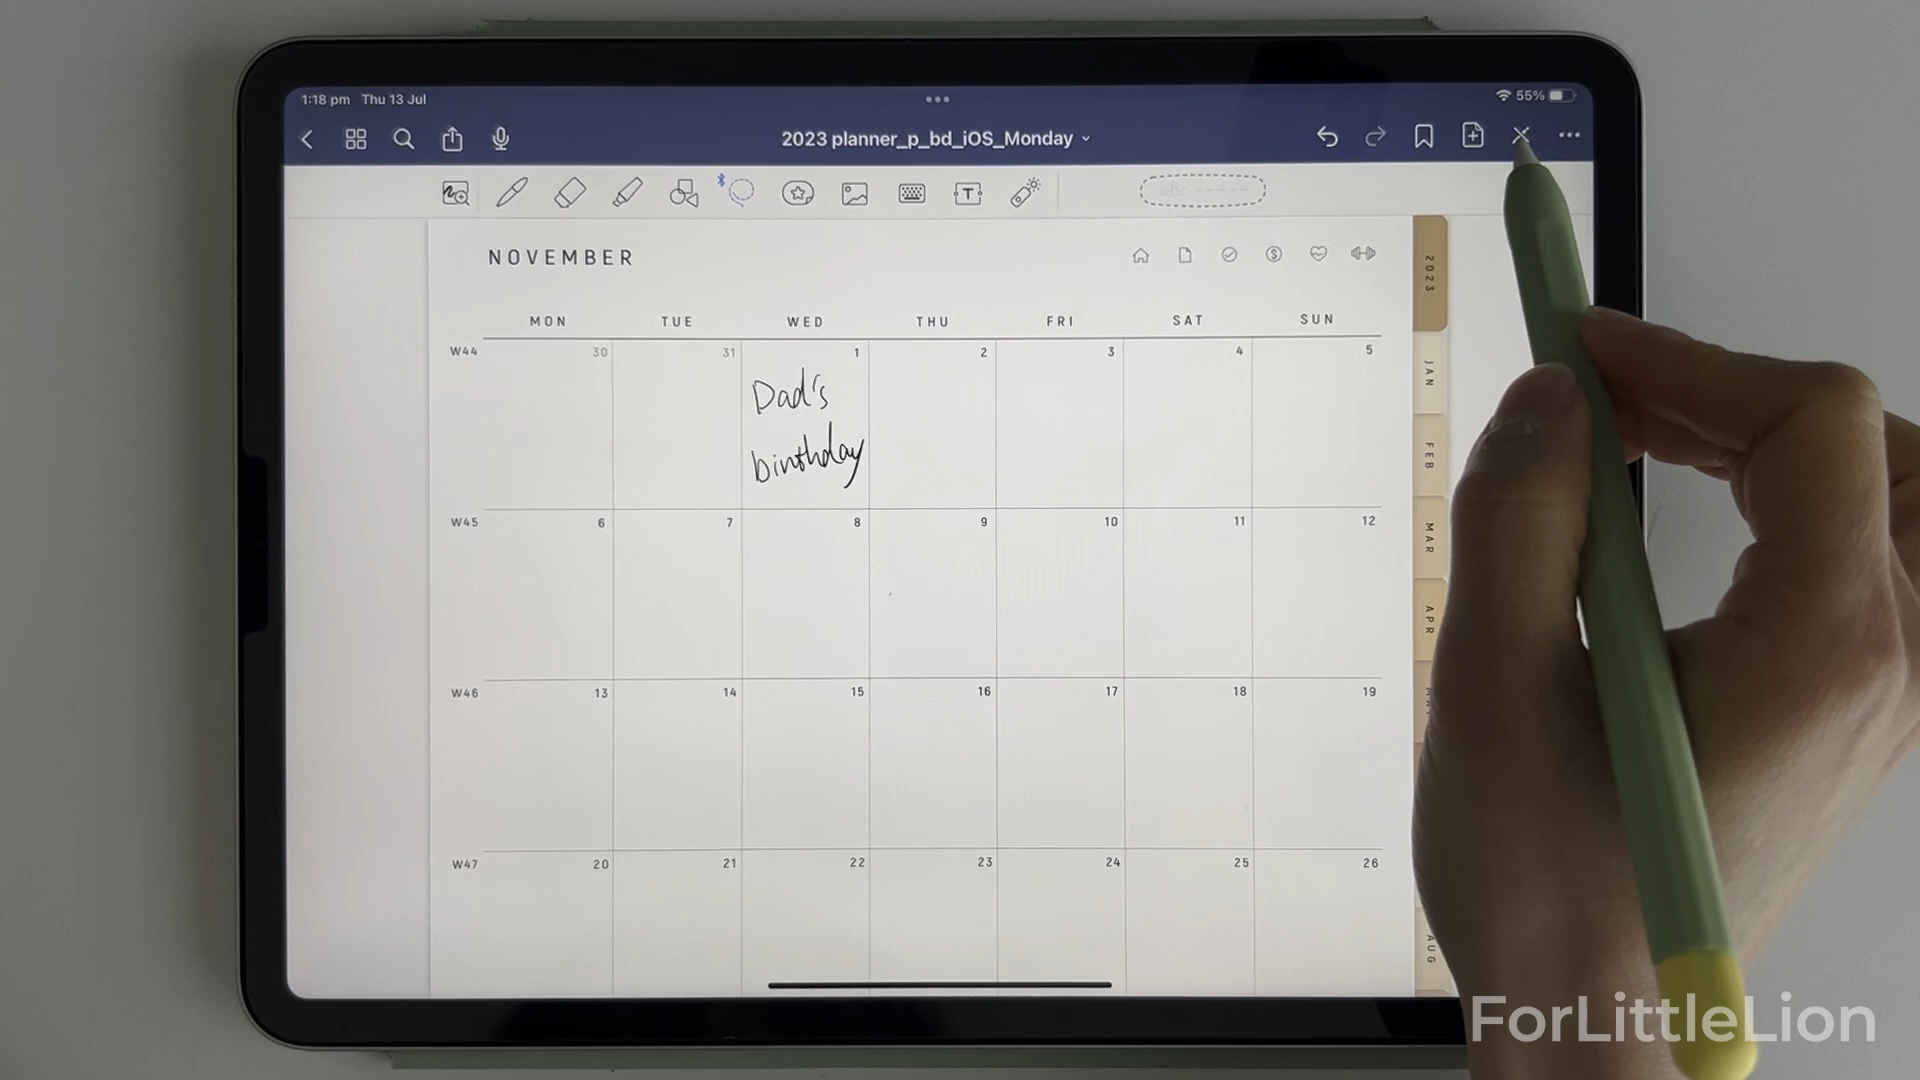 1:18 pm Thu 13 Jul
55%
2023 planner_p_bd_iOS_Monday
T
NOVEMBER
2023
MON TUE WED THU FRI SAT SUN
W44 30 31 1 2 3 4 5
Dad's
birthday
W45 6 7 8 9 10 11 12
W46 13 14 15 16 17 18 19
W47 20 21 22 23 24 25 26
JAN
FEB
MAR
APR
AUG
ForLittleLion